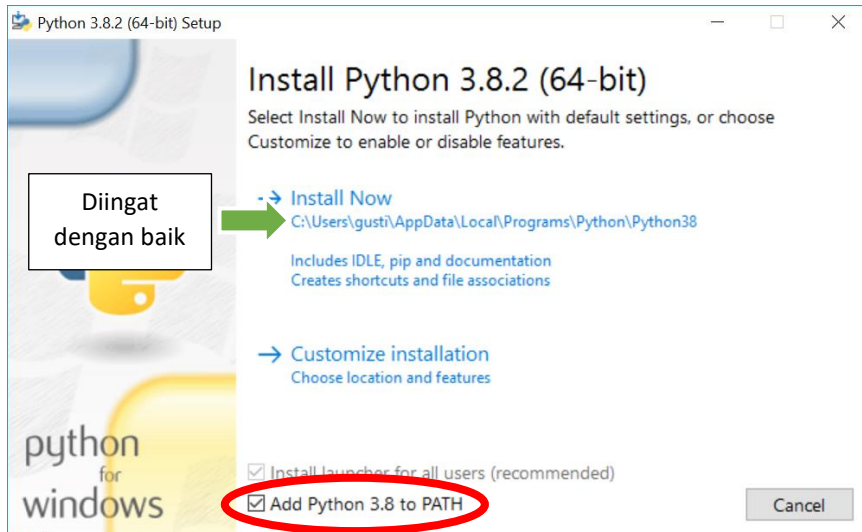 Python 3.8.2 (64-bit) Setup
Install Python 3.8.2 (64-bit)
Select Install Now to install Python with default settings, or choose
Customize to enable or disable features.
Diingat
dengan baik
Install Now
C:\Users\gusti\AppData\Local\Programs\Python\Python38
Includes IDLE, pip and documentation
Creates shortcuts and file associations
Customize installation
Choose location and features
python
for
windows
Install launcher for all users (recommended)
Add Python 3.8 to PATH
Cancel